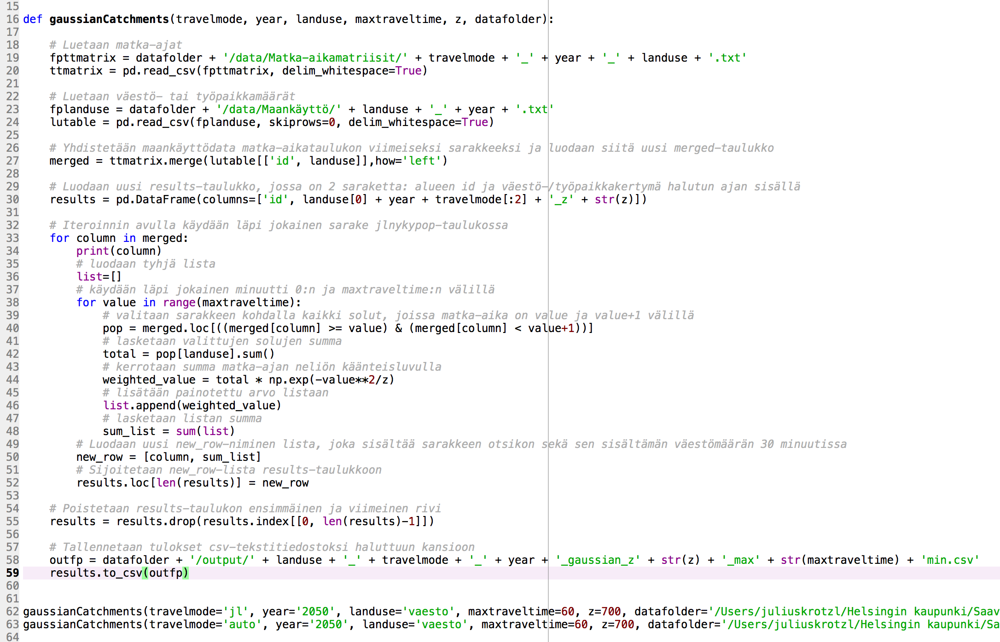 15
16 def gaussianCatchments(travelmode, year, landuse, maxtraveltime, z, datafolder):
17
18     # Luetaan matka-ajat
19     fpttmatrix = datafolder + '/data/Matka-aikamatriisit/' + travelmode + '_' + year + '_' + landuse + '.txt'
20     ttmatrix = pd.read_csv(fpttmatrix, delim_whitespace=True)
21
22     # Luetaan väestö- tai työpaikkamäärät
23     fplanduse = datafolder + '/data/Maankäyttö/' + landuse + '_' + year + '.txt'
24     lutable = pd.read_csv(fplanduse, skiprows=0, delim_whitespace=True)
25
26     # Yhdistetään maankäyttödata matka-aikataulukon viimeiseksi sarakkeeksi ja luodaan siitä uusi merged-taulukko
27     merged = ttmatrix.merge(lutable[['id', landuse]],how='left')
28
29     # Luodaan uusi results-taulukko, jossa on 2 saraketta: alueen id ja väestö-/työpaikkakertymä halutun ajan sisällä
30     results = pd.DataFrame(columns=['id', landuse[0] + year + travelmode[:2] + '_z' + str(z)])
31
32     # Iteroinnin avulla käydään läpi jokainen sarake jlnykypop-taulukossa
33     for column in merged:
34         print(column)
35         # luodaan tyhjä lista
36         list=[]
37         # käydään läpi jokainen minuutti 0:n ja maxtraveltime:n välillä
38         for value in range(maxtraveltime):
39             # valitaan sarakkeen kohdalla kaikki solut, joissa matka-aika on value ja value+1 välillä
40             pop = merged.loc[((merged[column] >= value) & (merged[column] < value+1))]
41             # lasketaan valittujen solujen summa
42             total = pop[landuse].sum()
43             # kerrotaan summa matka-ajan neliön käänteisluvulla
44             weighted_value = total * np.exp(-value**2/z)
45             # lisätään painotettu arvo listaan
46             list.append(weighted_value)
47             # lasketaan listan summa
48             sum_list = sum(list)
49         # Luodaan uusi new_row-niminen lista, joka sisältää sarakkeen otsikon sekä sen sisältämän väestömäärän 30 minuutissa
50         new_row = [column, sum_list]
51         # Sijoitetaan new_row-lista results-taulukkoon
52         results.loc[len(results)] = new_row
53
54     # Poistetaan results-taulukon ensimmäinen ja viimeinen rivi
55     results = results.drop(results.index[[0, len(results)-1]])
56
57     # Tallennetaan tulokset csv-tekstitiedostoksi haluttuun kansioon
58     outfp = datafolder + '/output/' + landuse + '_' + travelmode + '_' + year + '_gaussian_z' + str(z) + '_max' + str(maxtraveltime) + 'min.csv'
59     results.to_csv(outfp)
60
61
62 gaussianCatchments(travelmode='jl', year='2050', landuse='vaesto', maxtraveltime=60, z=700, datafolder='/Users/juliuskrotzl/Helsingin kaupunki/Saav
63 gaussianCatchments(travelmode='auto', year='2050', landuse='vaesto', maxtraveltime=60, z=700, datafolder='/Users/juliuskrotzl/Helsingin kaupunki/Sa
64